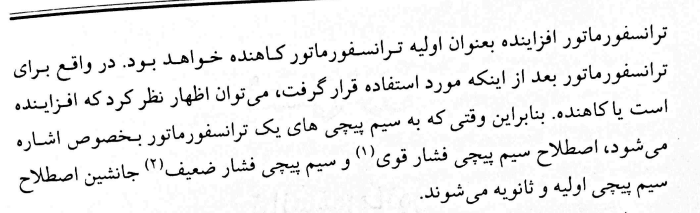 ترانسفورماتور افزاینده بعنوان اولیه ترانسفورماتور کاهنده خواهد بود. در واقع برای
ترانسفورماتور بعد از اینکه مورد استفاده قرار گرفت، می‌توان اظهار نظر کرد که افزاینده
است یا کاهنده. بنابراین وقتی که به سیم پیچی های یک ترانسفورماتور بخصوص اشاره
می‌شود، اصطلاح سیم پیچی فشار قوی(۱) و سیم پیچی فشار ضعیف(۲) جانشین اصطلاح
سیم پیچی اولیه و ثانویه می‌شوند.